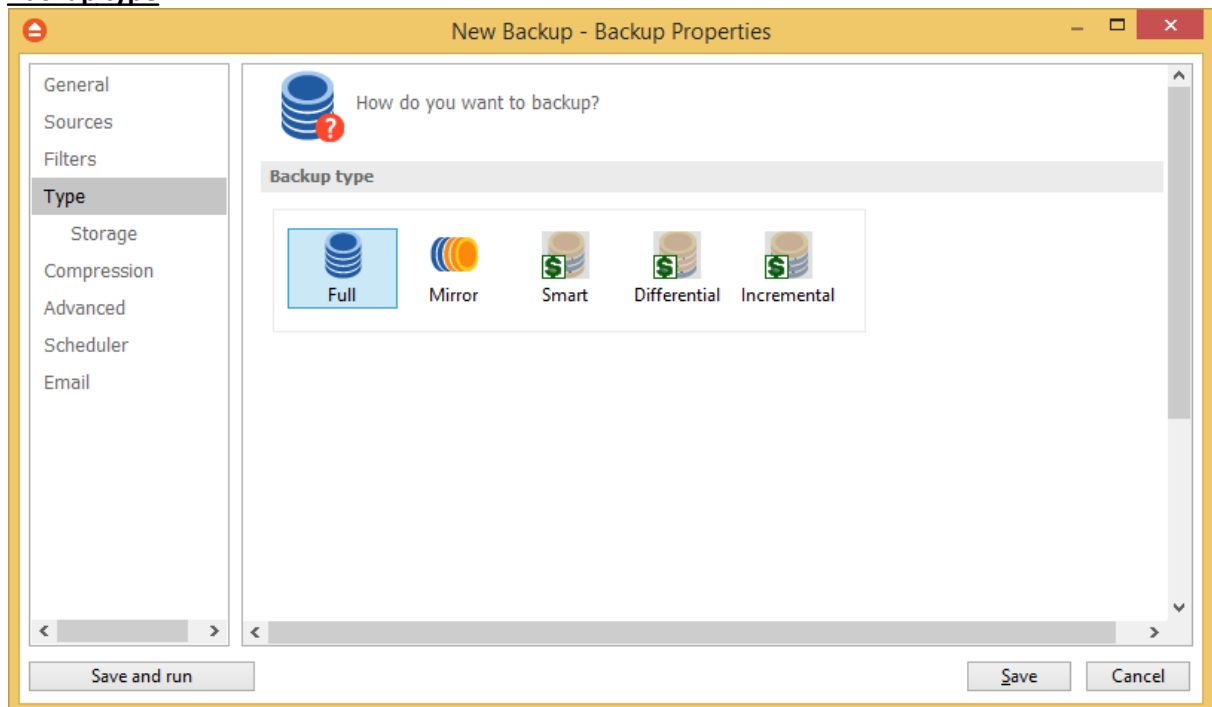 New Backup - Backup Properties
General
Sources
Filters
Type
Storage
Compression
Advanced
Scheduler
Email
How do you want to backup?
Backup type
Full Mirror Smart Differential Incremental
Save and run
Save Cancel